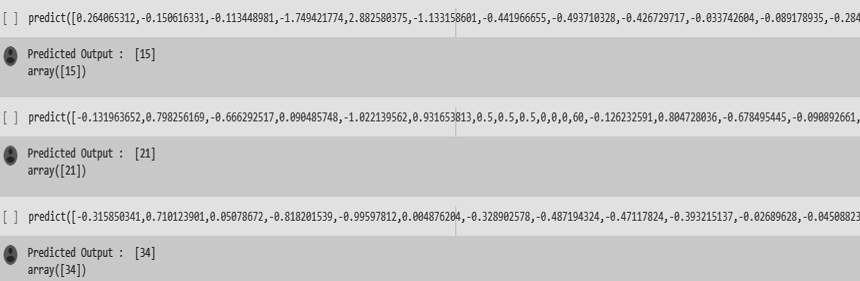 [ ] predict([0.264065312,-0.150616331,-0.113448981,-1.749421774,2.882580375,-1.133158601,-0.441966655,-0.493710328,-0.426729717,-0.033742604,-0.089178935,-0.284
Predicted Output : [15]
array([15])
[ ] predict([-0.131963652,0.798256169,-0.666292517,0.090485748,-1.022139562,0.931653813,0.5,0.5,0.5,0,0,0,60,-0.126232591,0.804728036,-0.678495445,-0.090892661,
Predicted Output : [21]
array([21])
[ ] predict([-0.315850341,0.710123901,0.05078672,-0.818201539,-0.99597812,0.004876204,-0.328902578,-0.487194324,-0.47117824,-0.393215137,-0.02689628,-0.04508823
Predicted Output : [34]
array([34])